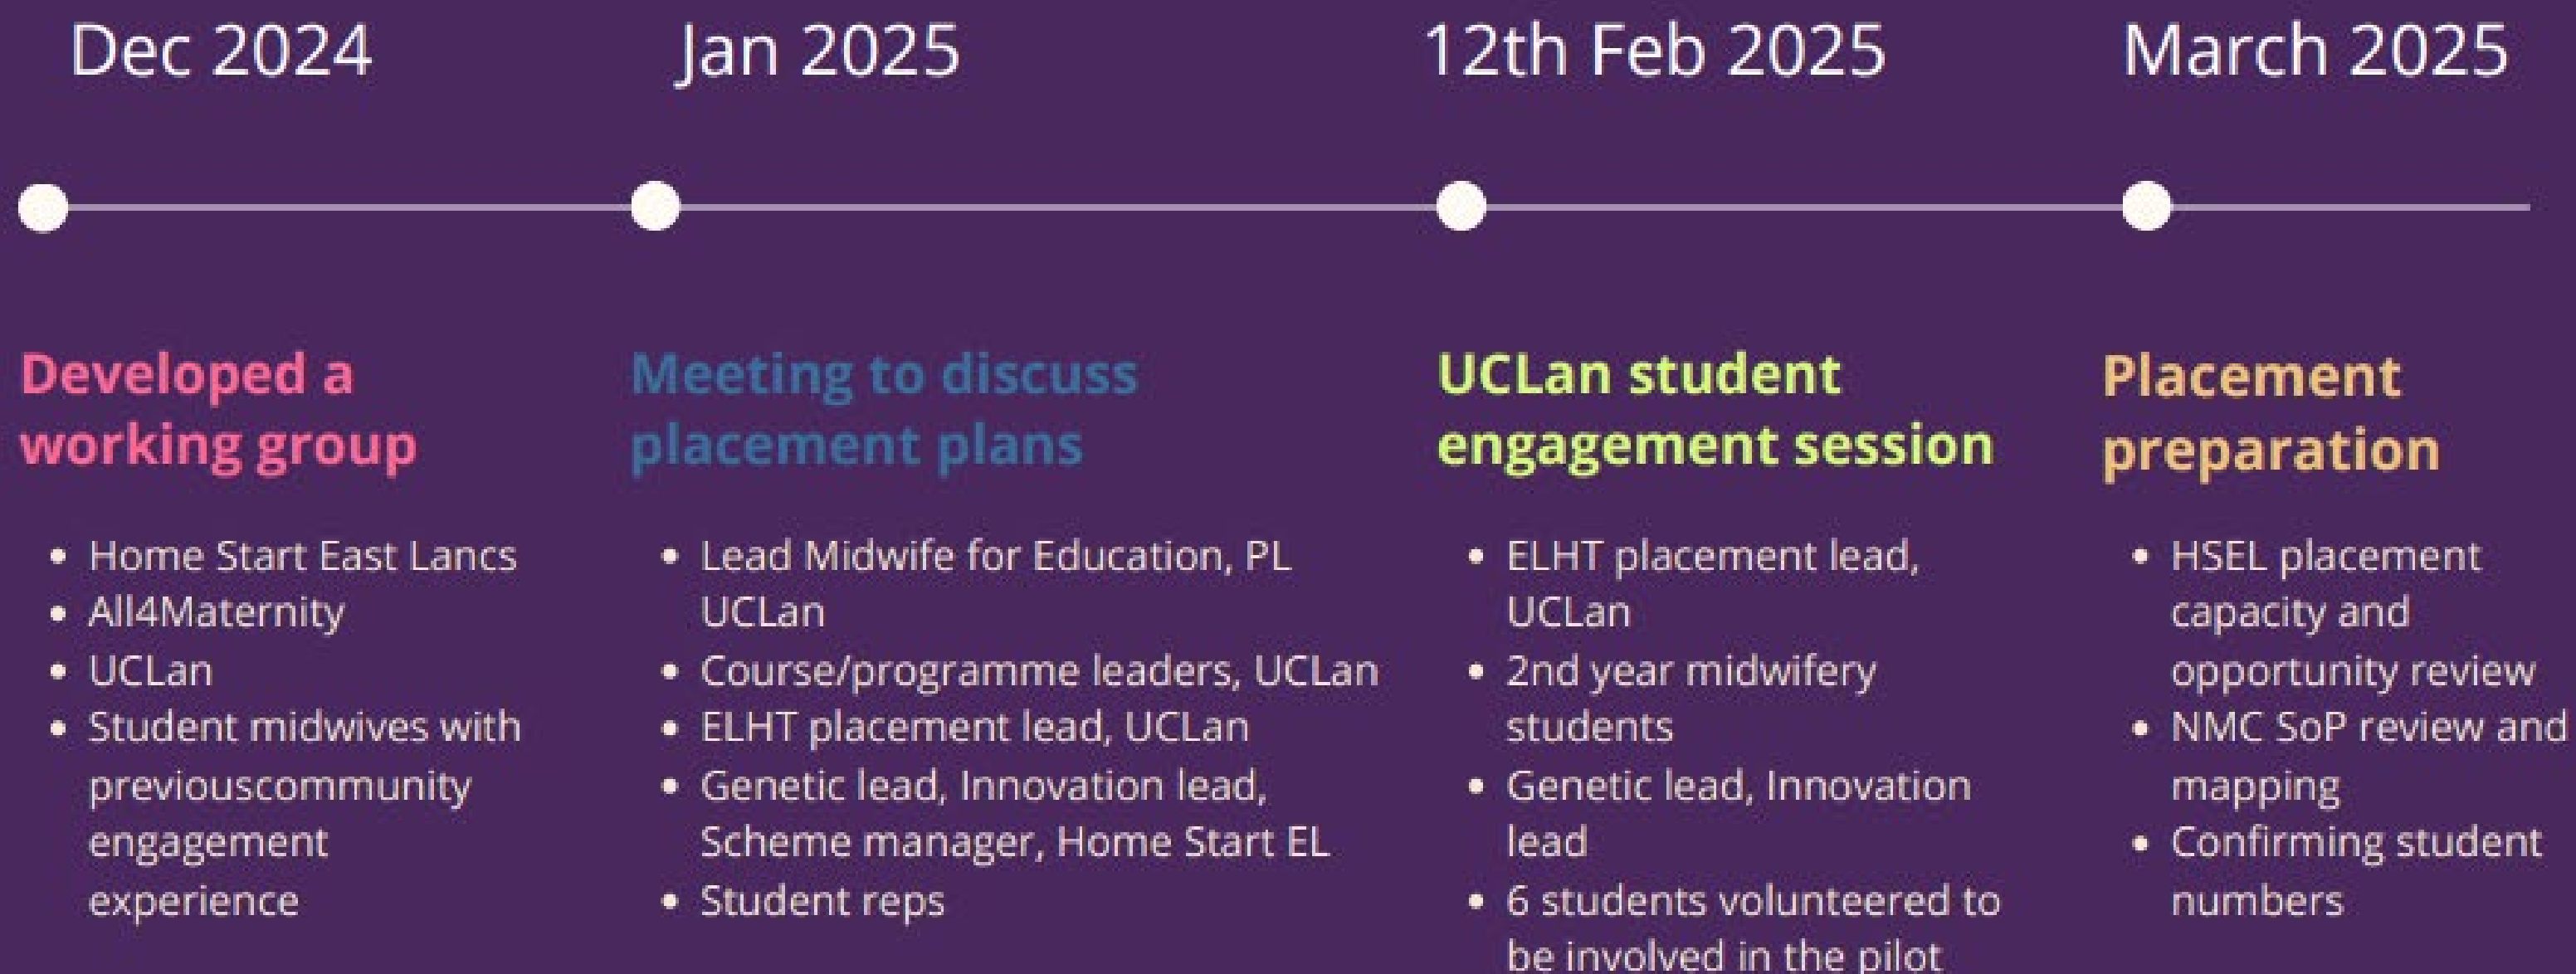 Dec 2024
Jan 2025
12th Feb 2025
March 2025
Developed a
working group
• Home Start East Lancs
• All4Maternity
• UCLan
• Student midwives with
previouscommunity
engagement
experience
Meeting to discuss
placement plans
• Lead Midwife for Education, PL
UCLan
• Course/programme leaders, UCLan
• ELHT placement lead, UCLan
• Genetic lead, Innovation lead,
Scheme manager, Home Start EL
• Student reps
UCLan student
engagement session
• ELHT placement lead,
UCLan
• 2nd year midwifery
students
• Genetic lead, Innovation
lead
• 6 students volunteered to
be involved in the pilot
Placement
preparation
• HSEL placement
capacity and
opportunity review
• NMC SoP review and
mapping
• Confirming student
numbers